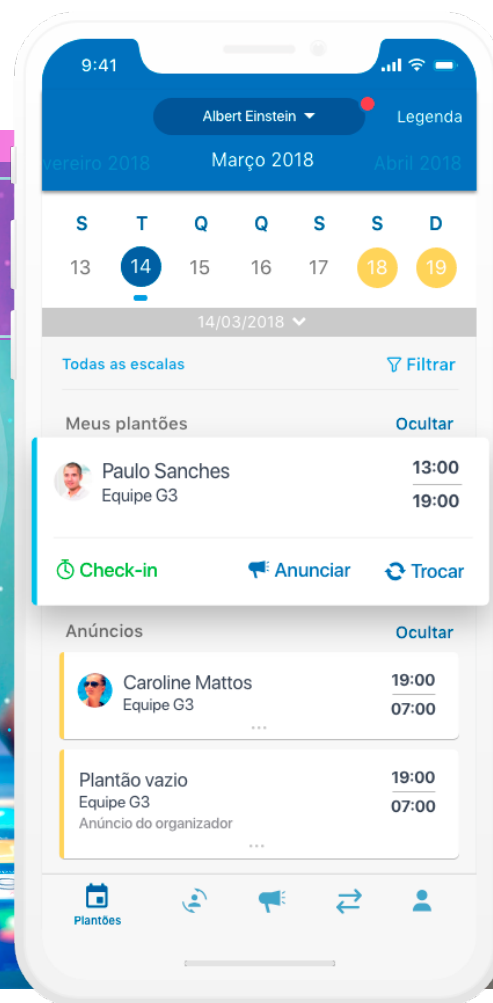 9:41
Albert Einstein
Legenda
vereiro 2018 Março 2018 Abril 2018
S T Q Q S S D
13 14 15 16 17 18 19
14/03/2018
Todas as escalas Filtrar
Meus plantões Ocultar
Paulo Sanches 13:00
Equipe G3 19:00
Check-in Anunciar Trocar
Anúncios Ocultar
Caroline Mattos 19:00
Equipe G3 07:00
Plantão vazio 19:00
Equipe G3 07:00
Anúncio do organizador
Plantões